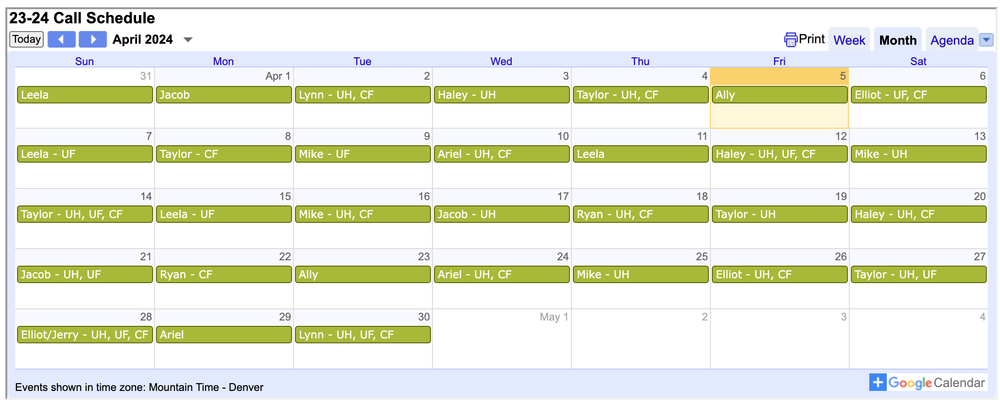 23-24 Call Schedule
Today April 2024 Print Week Month Agenda
Sun Mon Tue Wed Thu Fri Sat
31 Apr 1 2 3 4 5 6
Leela Jacob Lynn - UH, CF Haley - UH Taylor - UH, CF Ally Elliot - UF, CF
7 8 9 10 11 12 13
Leela - UF Taylor - CF Mike - UF Ariel - UH, CF Leela Haley - UH, UF, CF Mike - UH
14 15 16 17 18 19 20
Taylor - UH, UF, CF Leela - UF Mike - UH, CF Jacob - UH Ryan - UH, CF Taylor - UH Haley - UH, CF
21 22 23 24 25 26 27
Jacob - UH, UF Ryan - CF Ally Ariel - UH, CF Mike - UH Elliot - UH, CF Taylor - UH, UF
28 29 30 May 1 2 3 4
Elliot/Jerry - UH, UF, CF Ariel Lynn - UH, UF, CF
Events shown in time zone: Mountain Time - Denver
+ Google Calendar